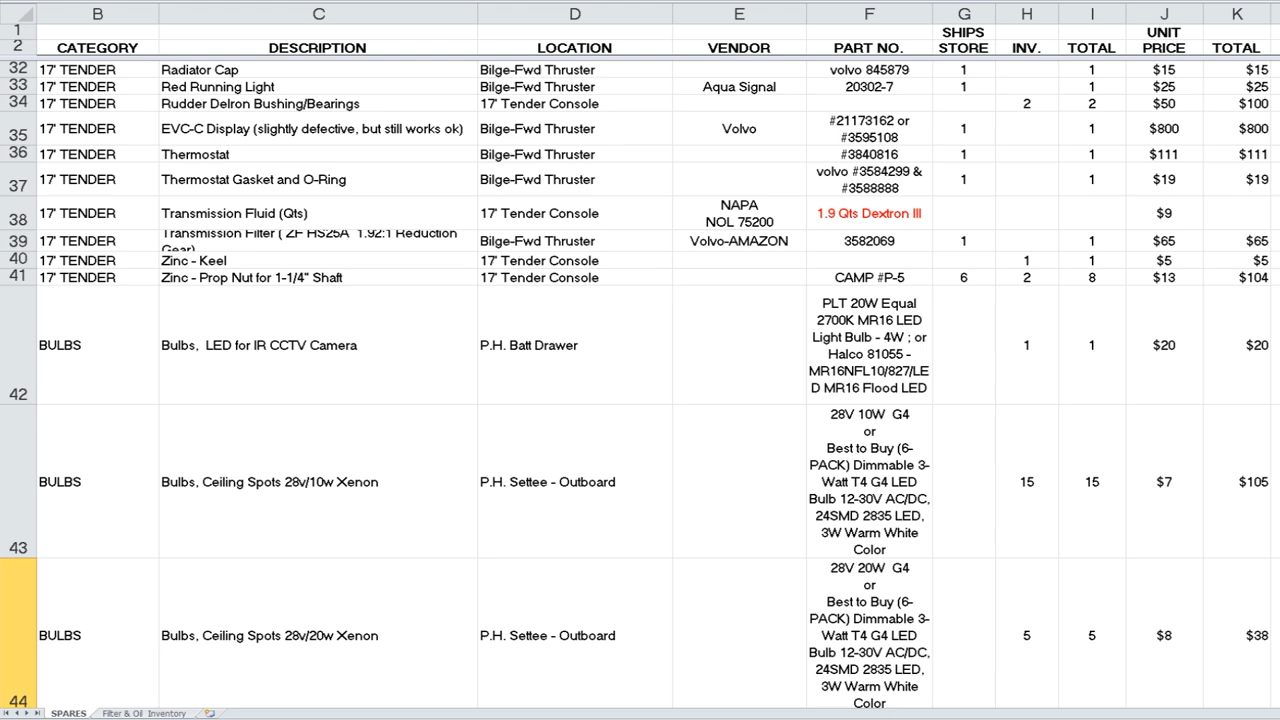 B C D E F G H I J K
1 SHIPS UNIT
2 CATEGORY DESCRIPTION LOCATION VENDOR PART NO. STORE INV. TOTAL PRICE TOTAL
32 17' TENDER Radiator Cap Bilge-Fwd Thruster volvo 845879 1 1 $15 $15
33 17' TENDER Red Running Light Bilge-Fwd Thruster Aqua Signal 20302-7 1 1 $25 $25
34 17' TENDER Rudder Delron Bushing/Bearings 17' Tender Console 2 2 $50 $100
#21173162 or
35 17' TENDER EVC-C Display (slightly defective, but still works ok) Bilge-Fwd Thruster Volvo 1 1 $800 $800
#3595108
36 17' TENDER Thermostat Bilge-Fwd Thruster #3840816 1 1 $111 $111
volvo #3584299 &
37 17' TENDER Thermostat Gasket and O-Ring Bilge-Fwd Thruster 1 1 $19 $19
#3588888
NAPA
38 17' TENDER Transmission Fluid (Qts) 17' Tender Console 1.9 Qts Dextron III $9
NOL 75200
Transmission Filter ( ZF HS25A 1.92:1 Reduction
39 17' TENDER Gear) Bilge-Fwd Thruster Volvo-AMAZON 3582069 1 1 $65 $65
40 17' TENDER Zinc - Keel 17' Tender Console 1 1 $5 $5
41 17' TENDER Zinc - Prop Nut for 1-1/4" Shaft 17' Tender Console CAMP #P-5 6 2 8 $13 $104
PLT 20W Equal
2700K MR16 LED
Light Bulb - 4W ; or
BULBS Bulbs, LED for IR CCTV Camera P.H. Batt Drawer Halco 81055 - 1 1 $20 $20
MR16NFL10/827/LE
42 D MR16 Flood LED
28V 10W G4
or
Best to Buy (6-
PACK) Dimmable 3-
BULBS Bulbs, Ceiling Spots 28v/10w Xenon P.H. Settee - Outboard Watt T4 G4 LED 15 15 $7 $105
Bulb 12-30V AC/DC,
24SMD 2835 LED,
3W Warm White
43 Color
28V 20W G4
or
Best to Buy (6-
PACK) Dimmable 3-
BULBS Bulbs, Ceiling Spots 28v/20w Xenon P.H. Settee - Outboard Watt T4 G4 LED 5 5 $8 $38
Bulb 12-30V AC/DC,
24SMD 2835 LED,
3W Warm White
44 Color
SPARES Filter & Oil Inventory